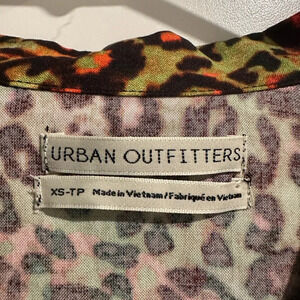 URBAN OUTFITTERS
XS-TP Made in Vietnam / Fabriqué en Vietnam